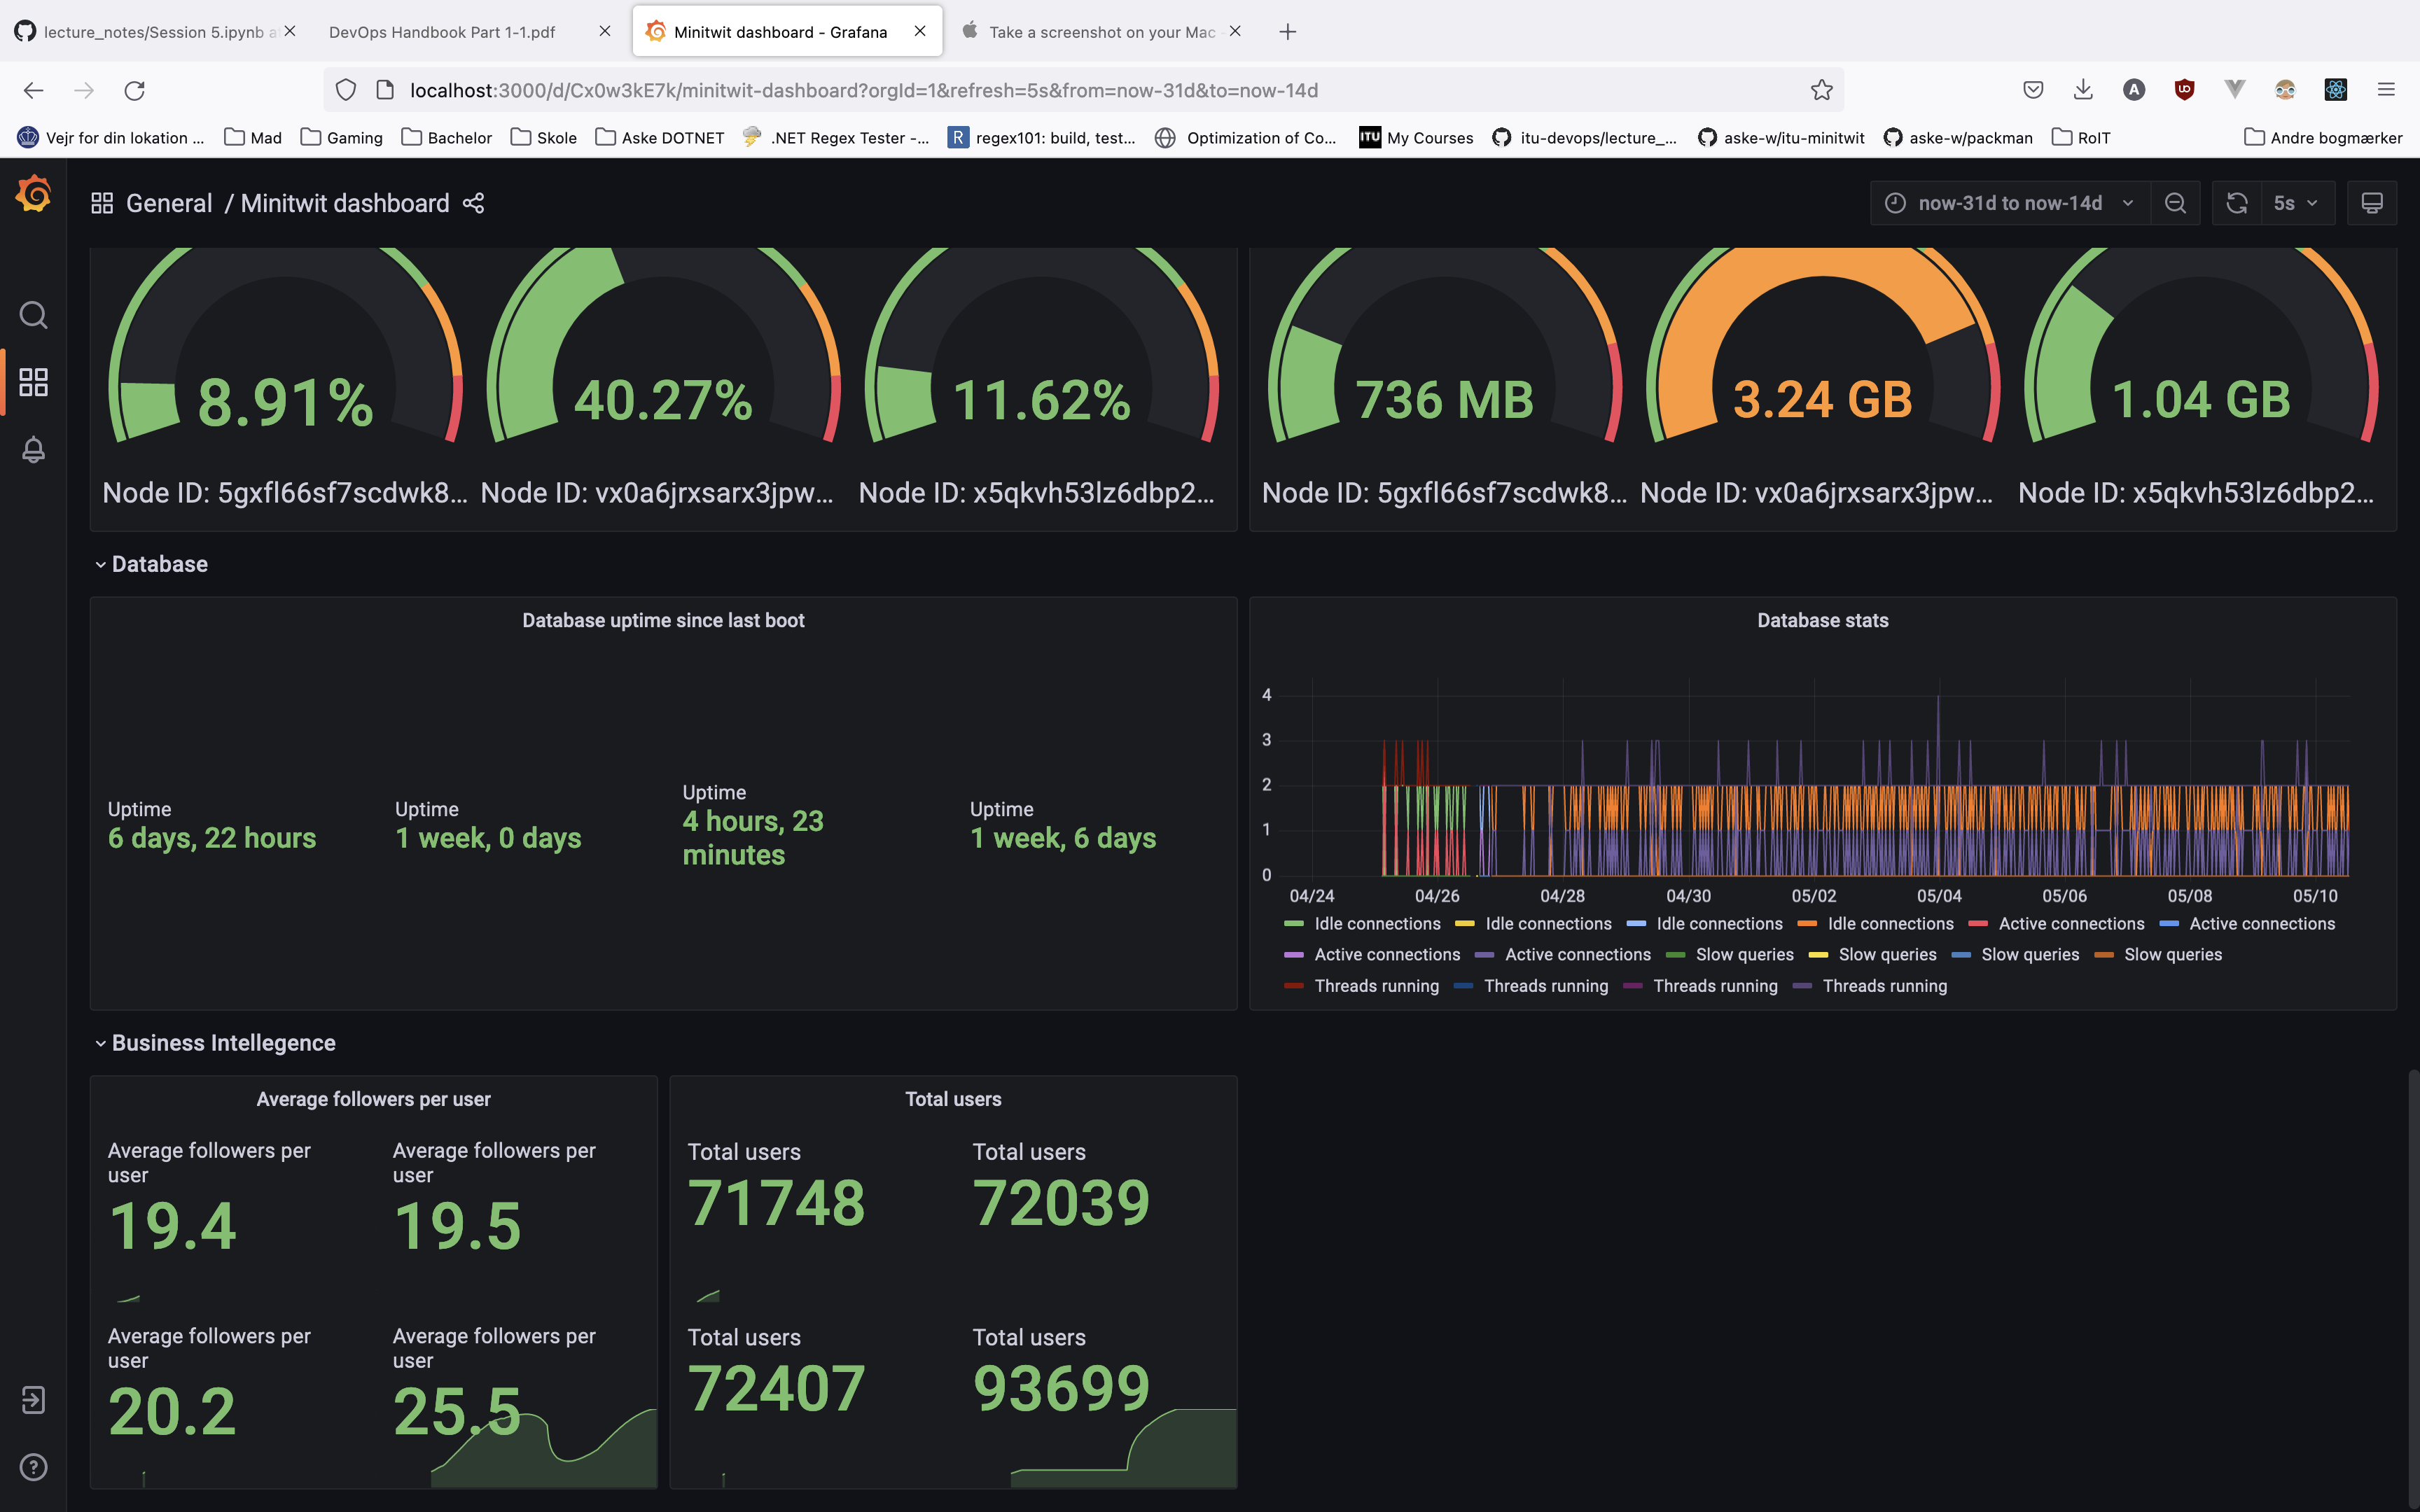 lecture_notes/Session 5.ipynb a
DevOps Handbook Part 1-1.pdf
Minitwit dashboard - Grafana
Take a screenshot on your Mac -
localhost:3000/d/Cx0w3kE7k/minitwit-dashboard?orgId=1&refresh=5s&from=now-31d&to=now-14d
Vejr for din lokation ... Mad Gaming Bachelor Skole Aske DOTNET .NET Regex Tester -... R regex101: build, test... Optimization of Co... ITU My Courses itu-devops/lecture_... aske-w/itu-minitwit aske-w/packman RoIT Andre bogmærker
General / Minitwit dashboard
now-31d to now-14d 5s
8.91% 40.27% 11.62% 736 MB 3.24 GB 1.04 GB
Node ID: 5gxfl66sf7scdwk8... Node ID: vx0a6jrxsarx3jpw... Node ID: x5qkvh53lz6dbp2... Node ID: 5gxfl66sf7scdwk8... Node ID: vx0a6jrxsarx3jpw... Node ID: x5qkvh53lz6dbp2...
Database
Database uptime since last boot
Uptime
6 days, 22 hours
Uptime
1 week, 0 days
Uptime
4 hours, 23
minutes
Uptime
1 week, 6 days
Database stats
4
3
2
1
0
04/24 04/26 04/28 04/30 05/02 05/04 05/06 05/08 05/10
Idle connections Idle connections Idle connections Idle connections Active connections Active connections
Active connections Active connections Slow queries Slow queries Slow queries Slow queries
Threads running Threads running Threads running Threads running
Business Intellegence
Average followers per user
Average followers per
user
19.4
Average followers per
user
19.5
Average followers per
user
20.2
Average followers per
user
25.5
Total users
Total users
71748
Total users
72039
Total users
72407
Total users
93699